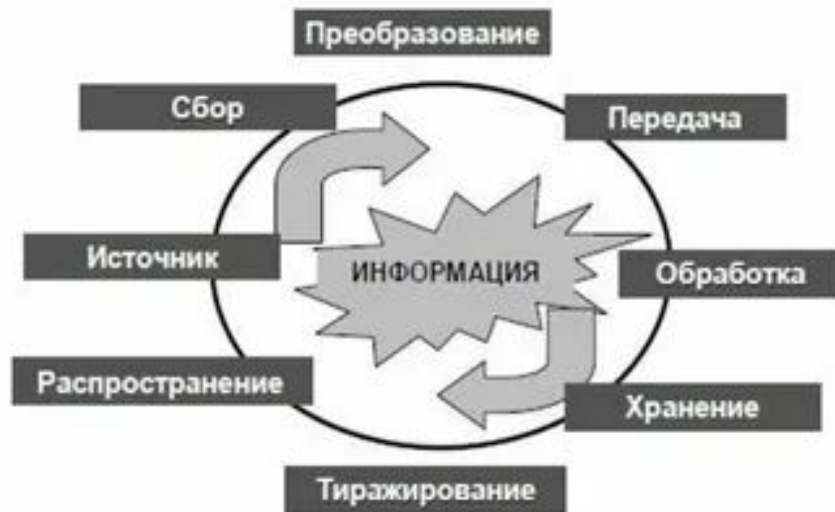 Преобразование
Сбор
Передача
Источник
ИНФОРМАЦИЯ
Обработка
Распространение
Хранение
Тиражирование